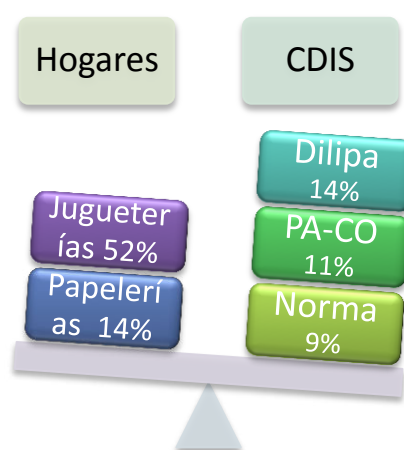 Hogares
CDIS
Jugueter
ías 52%
Papelerí
as 14%
Dilipa
14%
PA-CO
11%
Norma
9%